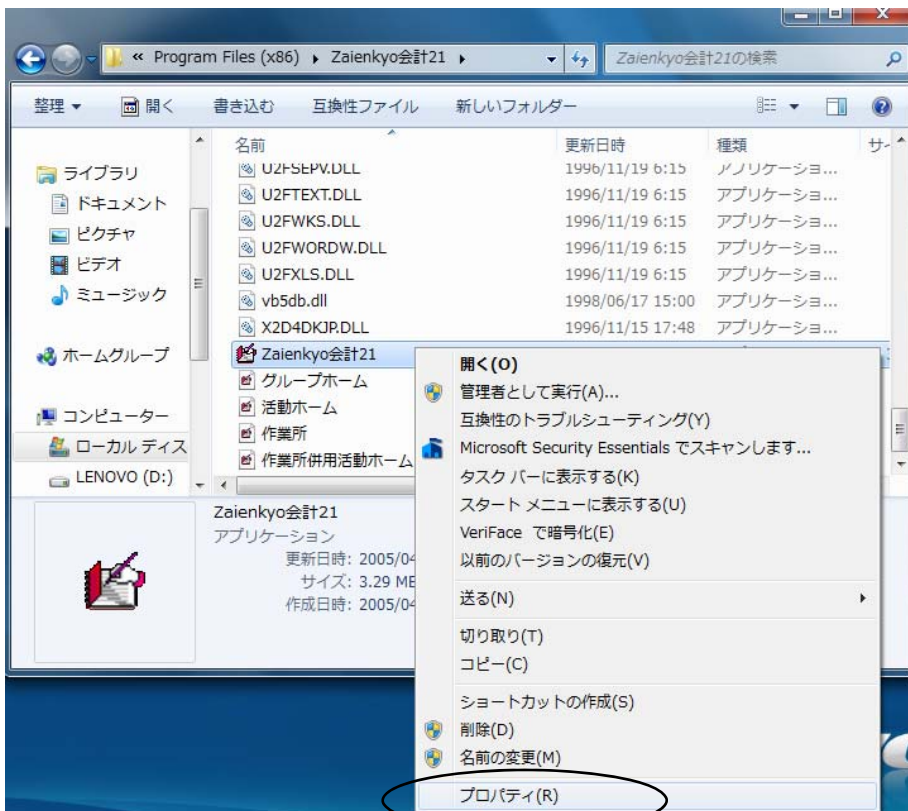 « Program Files (x86) ▸ Zaienkyo会計21 ▸
Zaienkyo会計21の検索
整理 ▼ 開く 書き込む 互換性ファイル 新しいフォルダー
名前 更新日時 種類 サ
U2FSEPV.DLL 1996/11/19 6:15 アプリケーショ...
U2FTEXT.DLL 1996/11/19 6:15 アプリケーショ...
U2FWKS.DLL 1996/11/19 6:15 アプリケーショ...
U2FWORDW.DLL 1996/11/19 6:15 アプリケーショ...
U2FXLS.DLL 1996/11/19 6:15 アプリケーショ...
vb5db.dll 1998/06/17 15:00 アプリケーショ...
X2D4DKJP.DLL 1996/11/15 17:48 アプリケーショ...
Zaienkyo会計21
グループホーム
活動ホーム
作業所
作業所併用活動ホーム
ライブラリ
ドキュメント
ピクチャ
ビデオ
ミュージック
ホームグループ
コンピューター
ローカル ディス
LENOVO (D:)
開く(O)
管理者として実行(A)...
互換性のトラブルシューティング(Y)
Microsoft Security Essentials でスキャンします...
タスク バーに表示する(K)
スタート メニューに表示する(U)
VeriFace で暗号化(E)
以前のバージョンの復元(V)
送る(N)
切り取り(T)
コピー(C)
ショートカットの作成(S)
削除(D)
名前の変更(M)
プロパティ(R)
Zaienkyo会計21
アプリケーション
更新日時: 2005/04
サイズ: 3.29 MB
作成日時: 2005/04